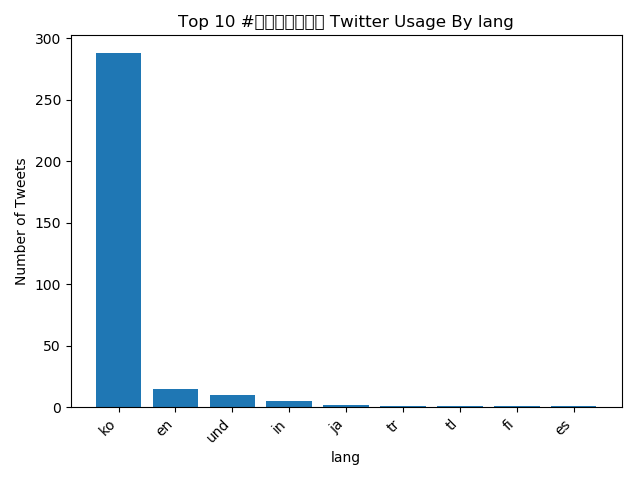 Top 10 #▯▯▯▯▯▯▯ Twitter Usage By lang
300
250
200
150
100
50
0
Number of Tweets
ko en und in ja tr tl fi es
lang